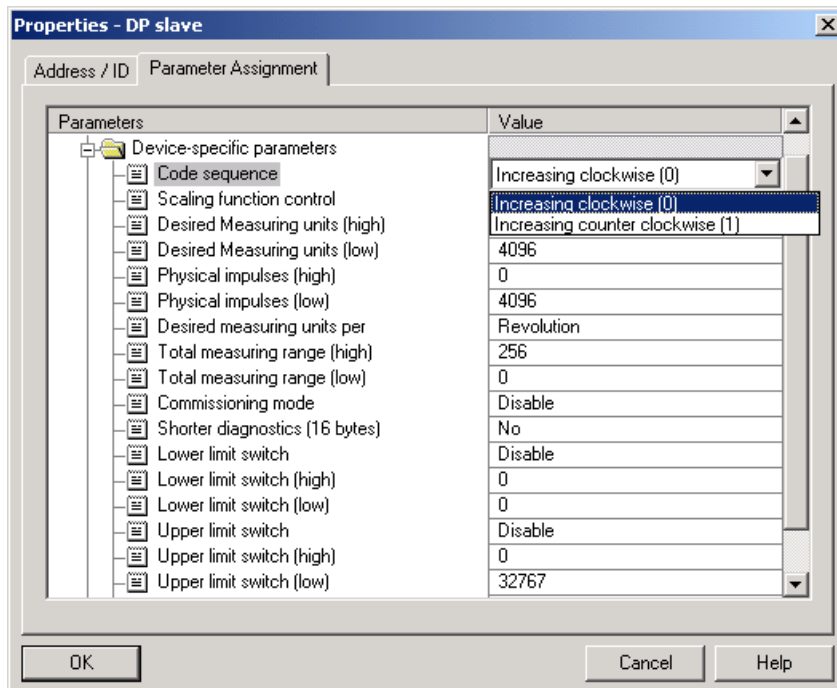 Properties - DP slave
Address / ID Parameter Assignment
Parameters Value
Device-specific parameters
Code sequence Increasing clockwise (0)
Scaling function control Increasing clockwise (0)
Desired Measuring units (high) Increasing counter clockwise (1)
Desired Measuring units (low) 4096
Physical impulses (high) 0
Physical impulses (low) 4096
Desired measuring units per Revolution
Total measuring range (high) 256
Total measuring range (low) 0
Commissioning mode Disable
Shorter diagnostics (16 bytes) No
Lower limit switch Disable
Lower limit switch (high) 0
Lower limit switch (low) 0
Upper limit switch Disable
Upper limit switch (high) 0
Upper limit switch (low) 32767
OK Cancel Help